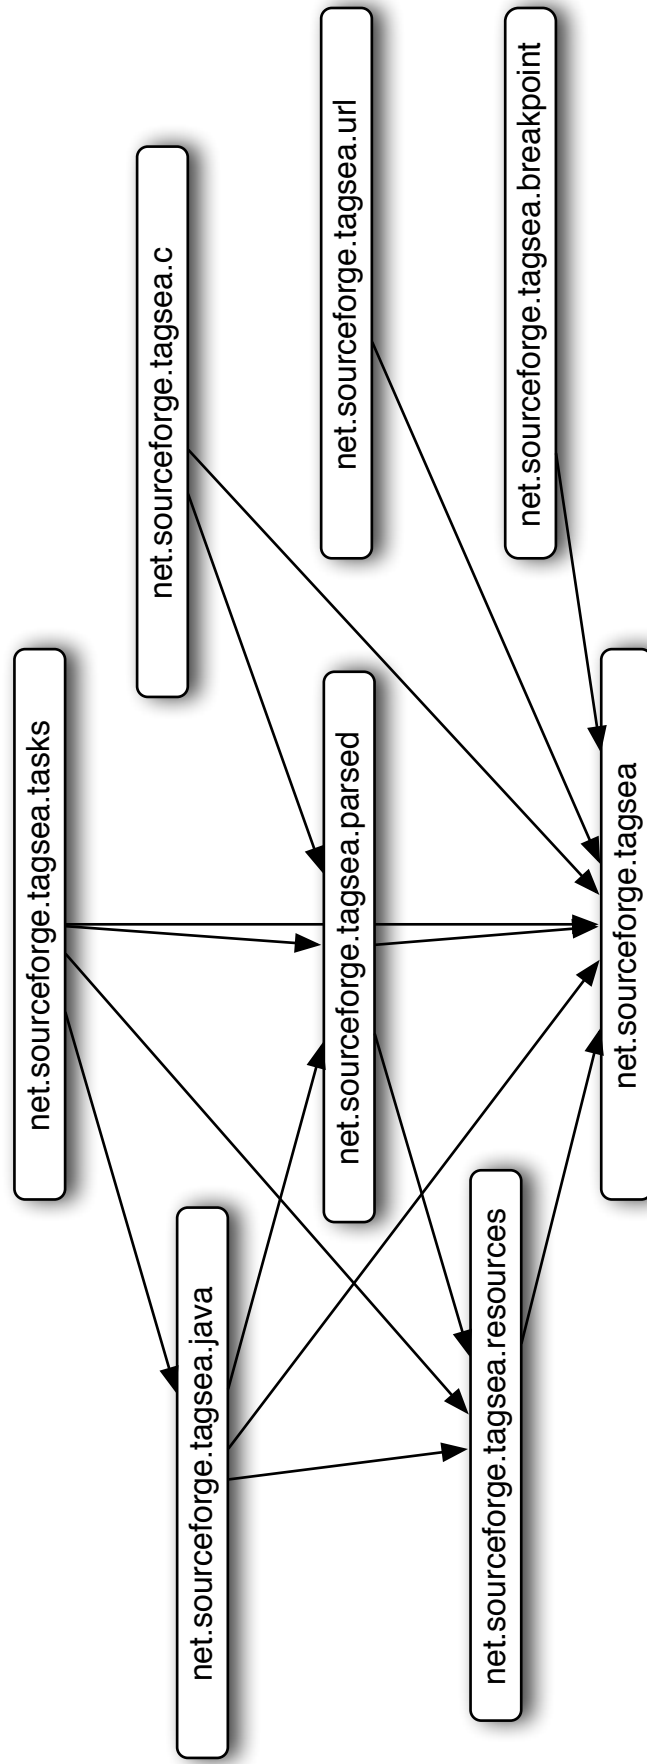 net.sourceforge.tagsea.tasks
net.sourceforge.tagsea.c
net.sourceforge.tagsea.java
net.sourceforge.tagsea.url
net.sourceforge.tagsea.parsed
net.sourceforge.tagsea.resources
net.sourceforge.tagsea.breakpoint
net.sourceforge.tagsea